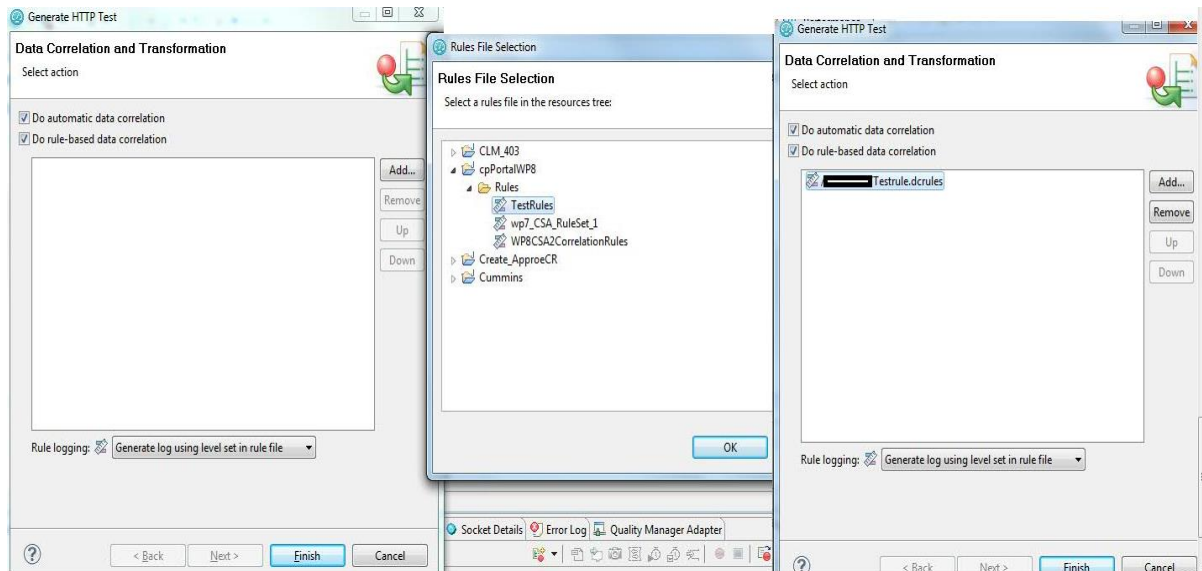 Generate HTTP Test
Data Correlation and Transformation
Select action
Do automatic data correlation
Do rule-based data correlation
Add...
Remove
Up
Down
Rule logging:
Generate log using level set in rule file
< Back
Next >
Finish
Cancel
Rules File Selection
Rules File Selection
Select a rules file in the resources tree:
CLM_403
cpPortalWP8
Rules
TestRules
wp7_CSA_RuleSet_1
WP8CSA2CorrelationRules
Create_ApproeCR
Cummins
OK
Socket Details
Error Log
Quality Manager Adapter
Generate HTTP Test
Data Correlation and Transformation
Select action
Do automatic data correlation
Do rule-based data correlation
Testrule.dcrules
Add...
Remove
Up
Down
Rule logging:
Generate log using level set in rule file
< Back
Next >
Finish
Cancel